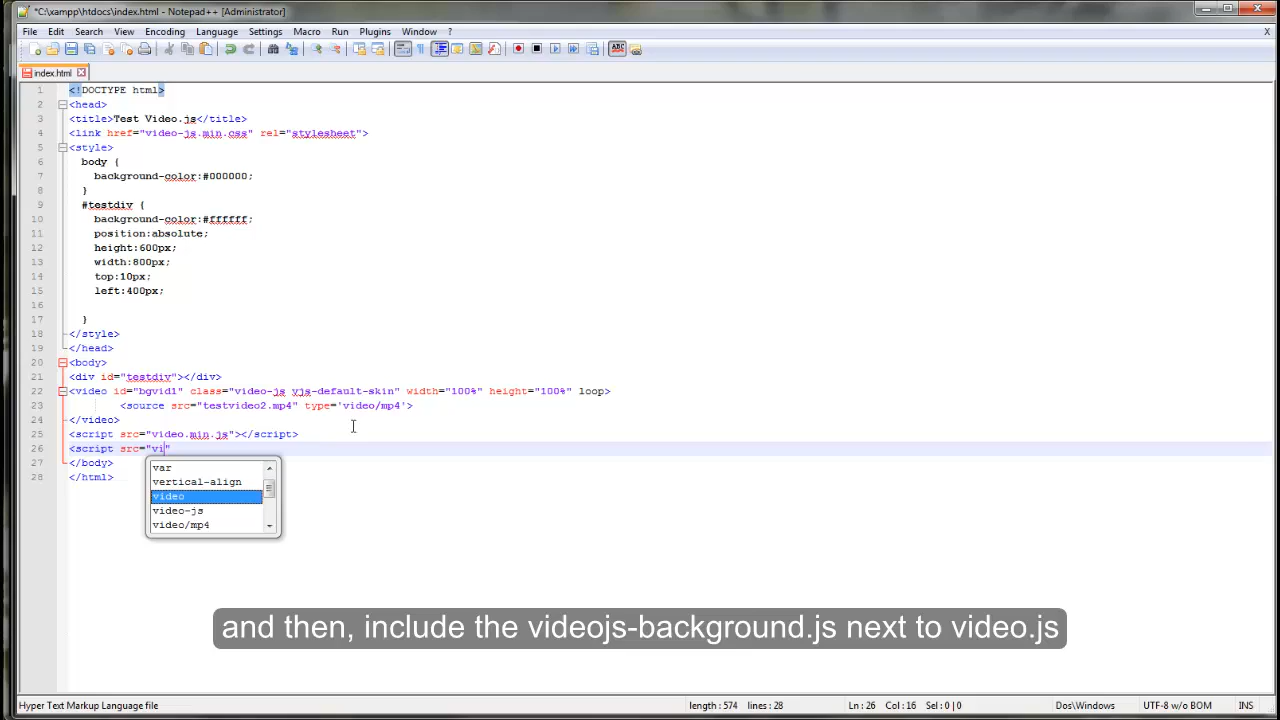 *C:\xampp\htdocs\index.html - Notepad++ [Administrator]
File Edit Search View Encoding Language Settings Macro Run Plugins Window ? X
ABC
index.html
1 <!DOCTYPE html>
2 <head>
3 <title>Test Video.js</title>
4 <link href="video-js.min.css" rel="stylesheet">
5 <style>
6 body {
7 background-color:#000000;
8 }
9 #testdiv {
10 background-color:#ffffff;
11 position:absolute;
12 height:600px;
13 width:800px;
14 top:10px;
15 left:400px;
16
17 }
18 </style>
19 </head>
20 <body>
21 <div id="testdiv"></div>
22 <video id="bgvid1" class="video-js vjs-default-skin" width="100%" height="100%" loop>
23 <source src="testvideo2.mp4" type='video/mp4'>
24 </video>
25 <script src="video.min.js"></script>
26 <script src="vi"
27 </body>
28 </html>
var
vertical-align
video
video-js
video/mp4
and then, include the videojs-background.js next to video.js
Hyper Text Markup Language file length : 574 lines : 28 Ln : 26 Col : 16 Sel : 0 | 0 Dos\Windows UTF-8 w/o BOM INS